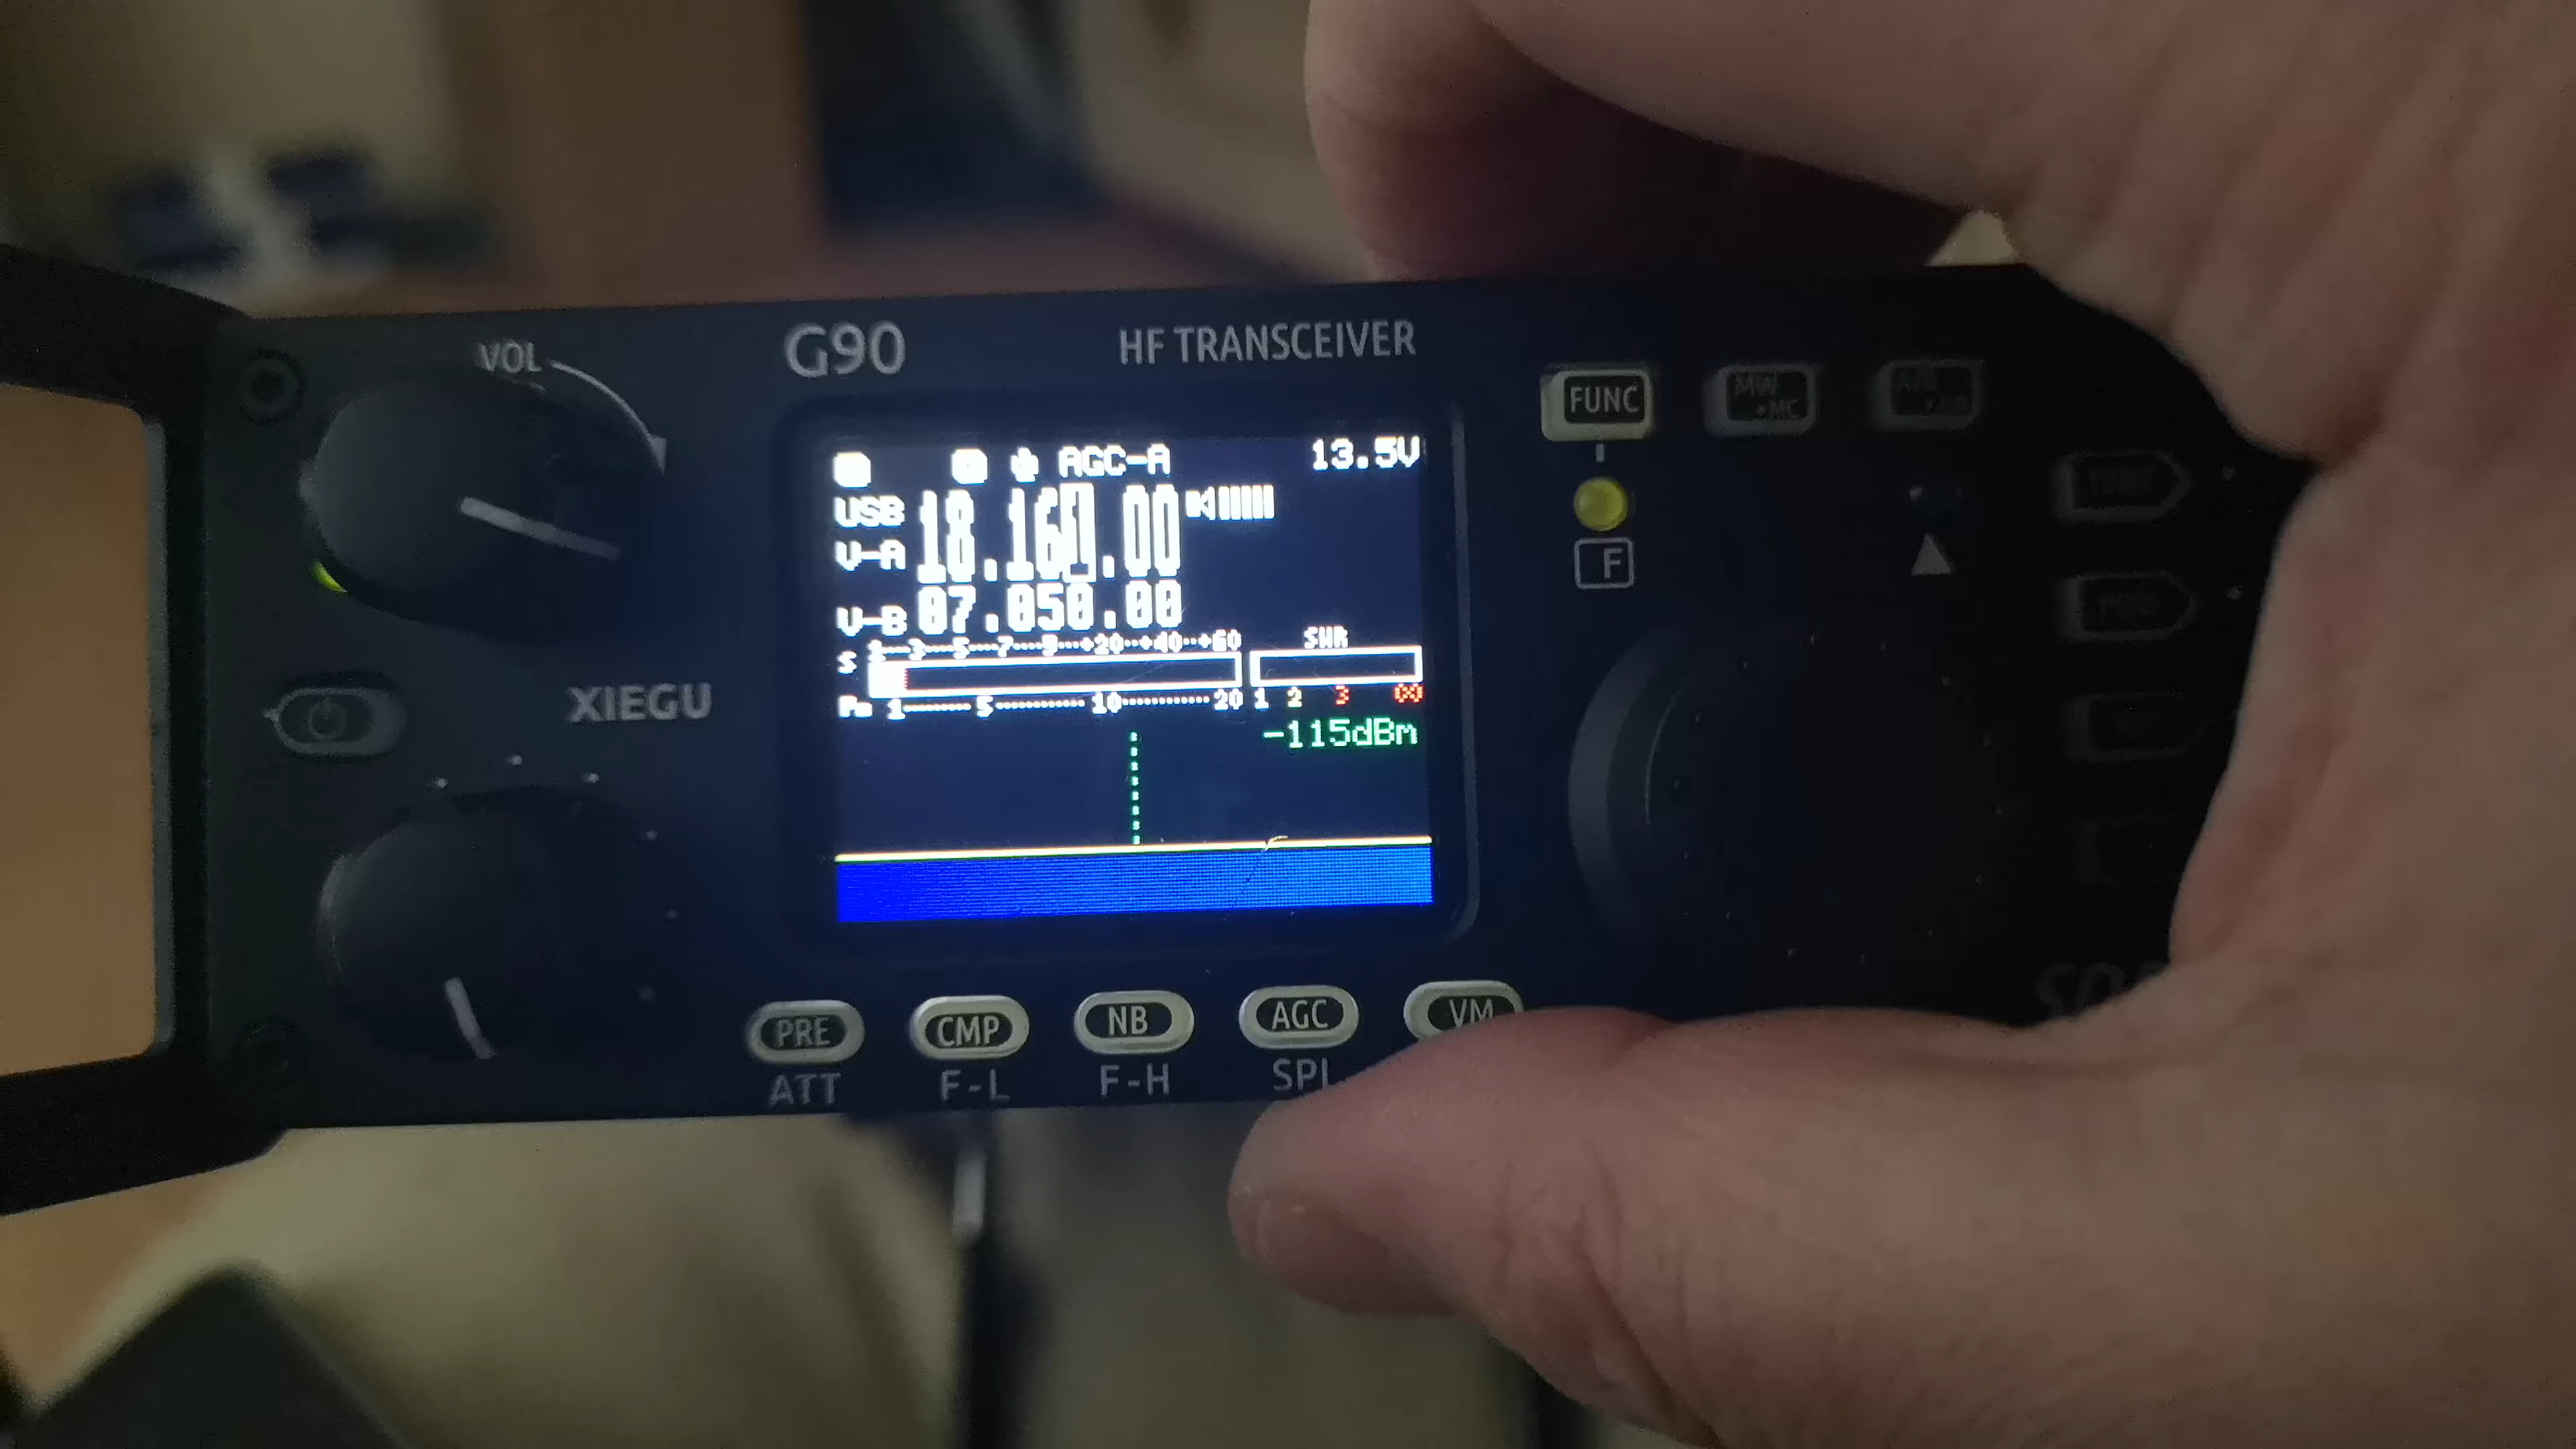 VOL
G90
HF TRANSCEIVER
FUNC
MW
•MC
AGC-A
13.5V
USB
18.160.00
V-A
V-B
07.050.00
S 1---3---5---7---9--+20--+40--+60
SWR
Po 1--------5-----------10----------20
1 2 3 ∞
-115dBm
F
XIEGU
PRE
CMP
NB
AGC
VM
ATT
F-L
F-H
SPL